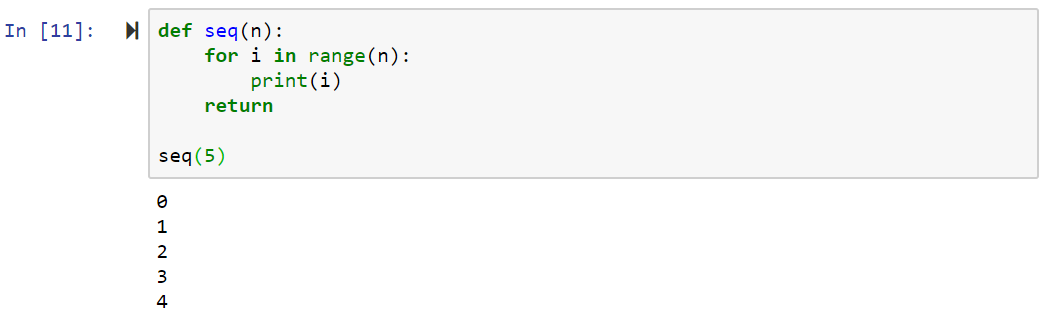 In [11]: def seq(n):
    for i in range(n):
        print(i)
    return
seq(5)
0
1
2
3
4